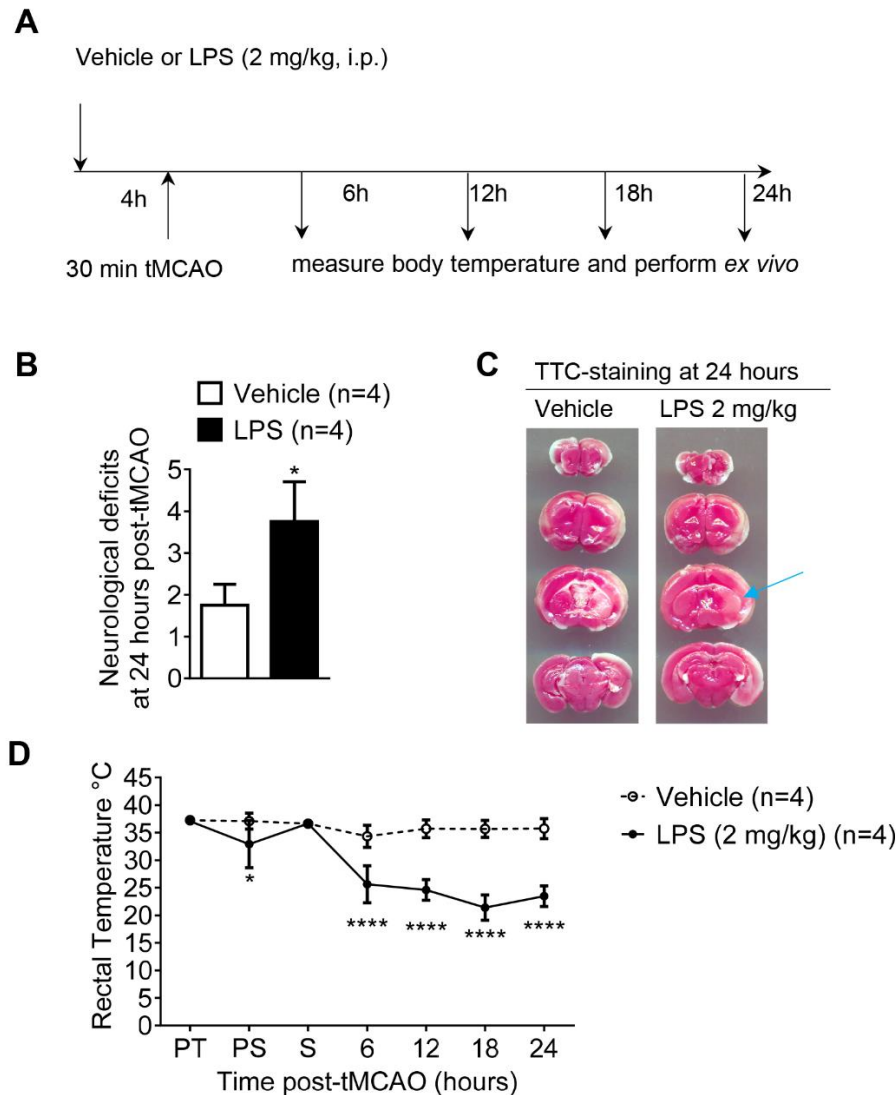 A
Vehicle or LPS (2 mg/kg, i.p.)
4h
6h
12h
18h
24h
30 min tMCAO
measure body temperature and perform ex vivo
B
Vehicle (n=4)
LPS (n=4)
Neurological deficits
at 24 hours post-tMCAO
5
4
3
2
1
0
*
C
TTC-staining at 24 hours
Vehicle
LPS 2 mg/kg
D
Rectal Temperature °C
45
40
35
30
25
20
15
10
5
0
*
****
****
****
****
PT
PS
S
6
12
18
24
Time post-tMCAO (hours)
Vehicle (n=4)
LPS (2 mg/kg) (n=4)